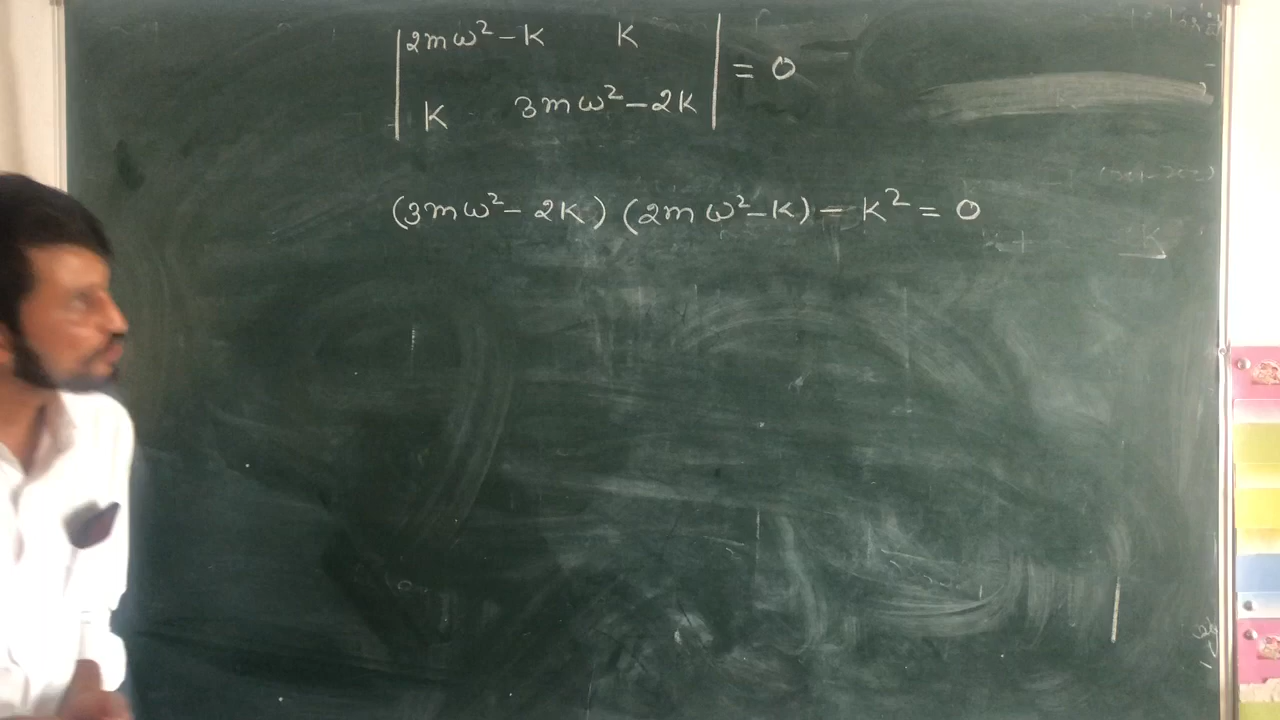 | 2mω² – K    K |
| K    3mω² – 2K | = 0
(3mω² – 2K) (2mω² – K) – K² = 0